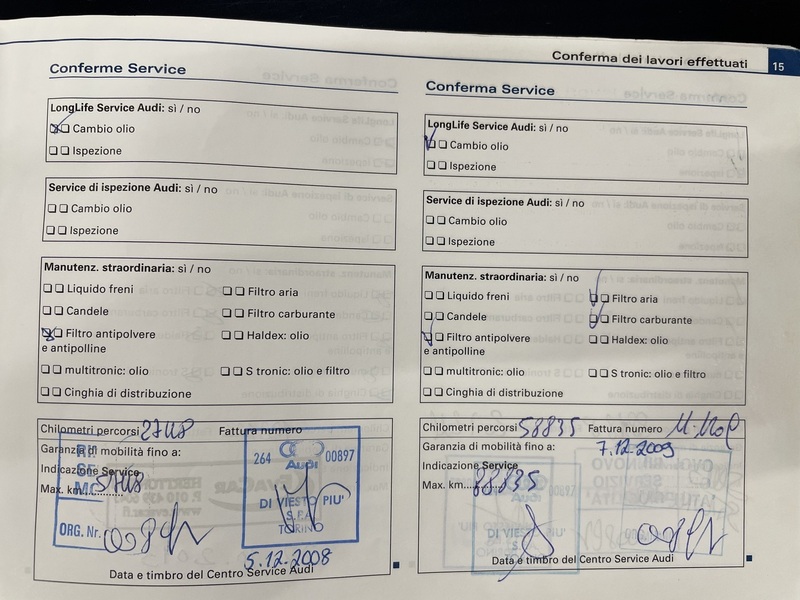 Conferma dei lavori effettuati 15
Conferme Service
LongLife Service Audi: sì / no
Cambio olio
Ispezione
Service di ispezione Audi: sì / no
Cambio olio
Ispezione
Manutenz. straordinaria: sì / no
Liquido freni
Filtro aria
Candele
Filtro carburante
Filtro antipolvere
e antipolline
Haldex: olio
multitronic: olio
S tronic: olio e filtro
Cinghia di distribuzione
Chilometri percorsi
Fattura numero
Garanzia di mobilità fino a:
Indicazione Service
Max. km
ORG. Nr.
264 00897
Audi
DI VIESTO PIU'
S.P.A.
TORINO
5.12.2008
Data e timbro del Centro Service Audi
Conferma Service
LongLife Service Audi: sì / no
Cambio olio
Ispezione
Service di ispezione Audi: sì / no
Cambio olio
Ispezione
Manutenz. straordinaria: sì / no
Liquido freni
Filtro aria
Candele
Filtro carburante
Filtro antipolvere
e antipolline
Haldex: olio
multitronic: olio
S tronic: olio e filtro
Cinghia di distribuzione
Chilometri percorsi 58835
Fattura numero
Garanzia di mobilità fino a: 7.12.2009
Indicazione Service
Max. km 88835
Data e timbro del Centro Service Audi